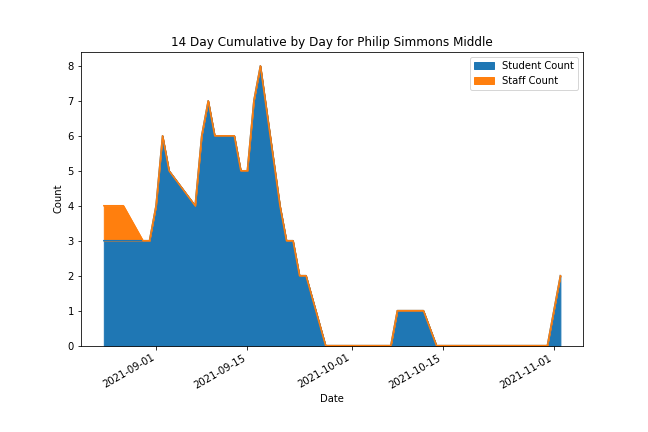 14 Day Cumulative by Day for Philip Simmons Middle
Student Count
Staff Count
Count
8
7
6
5
4
3
2
1
0
2021-09-01
2021-09-15
2021-10-01
2021-10-15
2021-11-01
Date